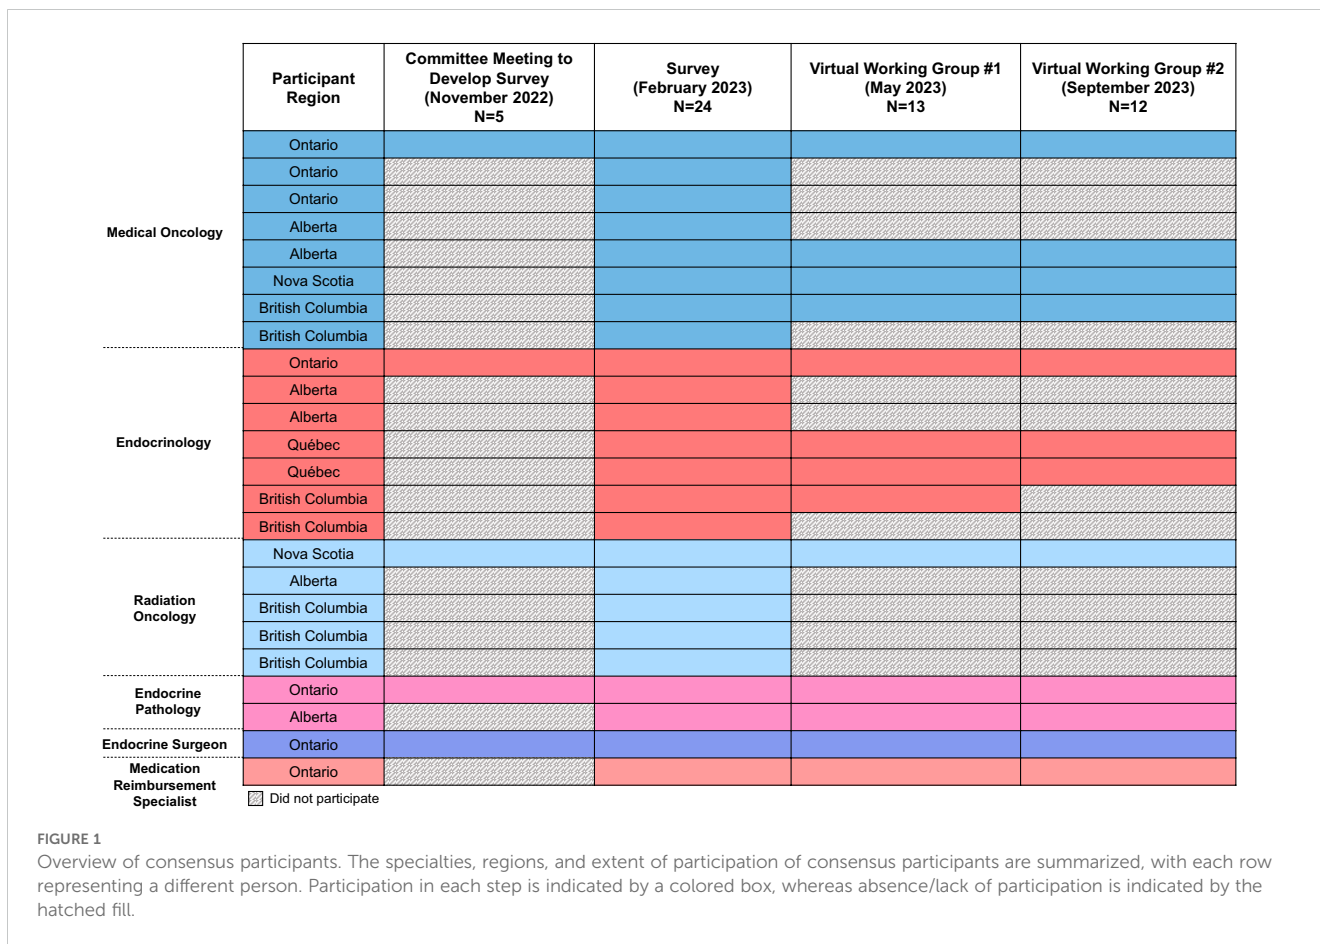 Participant
Region
Committee Meeting to
Develop Survey
(November 2022)
N=5
Survey
(February 2023)
N=24
Virtual Working Group #1
(May 2023)
N=13
Virtual Working Group #2
(September 2023)
N=12
Medical Oncology
Ontario
Ontario
Ontario
Alberta
Alberta
Nova Scotia
British Columbia
British Columbia
Endocrinology
Ontario
Alberta
Alberta
Québec
Québec
British Columbia
British Columbia
Radiation
Oncology
Nova Scotia
Alberta
British Columbia
British Columbia
British Columbia
Endocrine
Pathology
Ontario
Alberta
Endocrine Surgeon
Ontario
Medication
Reimbursement
Specialist
Ontario
Did not participate
FIGURE 1
Overview of consensus participants. The specialties, regions, and extent of participation of consensus participants are summarized, with each row
representing a different person. Participation in each step is indicated by a colored box, whereas absence/lack of participation is indicated by the
hatched fill.